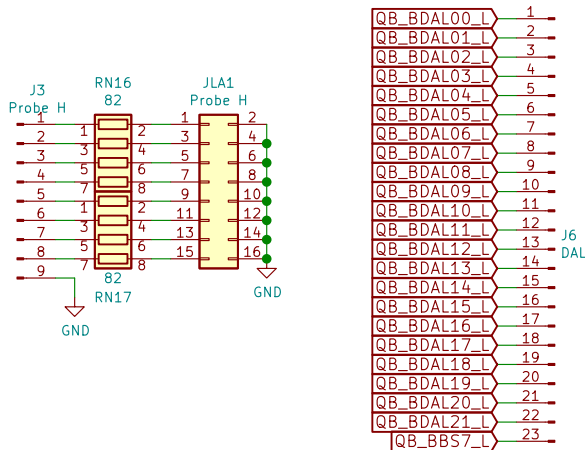 J3
Probe H
1
2
3
4
5
6
7
8
9
GND
RN16
82
1 2
3 4
5 6
7 8
1 2
3 4
5 6
7 8
82
RN17
JLA1
Probe H
1 2
3 4
5 6
7 8
9 10
11 12
13 14
15 16
GND
QB_BDAL00_L 1
QB_BDAL01_L 2
QB_BDAL02_L 3
QB_BDAL03_L 4
QB_BDAL04_L 5
QB_BDAL05_L 6
QB_BDAL06_L 7
QB_BDAL07_L 8
QB_BDAL08_L 9
QB_BDAL09_L 10
QB_BDAL10_L 11
QB_BDAL11_L 12
QB_BDAL12_L 13
QB_BDAL13_L 14
QB_BDAL14_L 15
QB_BDAL15_L 16
QB_BDAL16_L 17
QB_BDAL17_L 18
QB_BDAL18_L 19
QB_BDAL19_L 20
QB_BDAL20_L 21
QB_BDAL21_L 22
QB_BBS7_L 23
J6
DAL